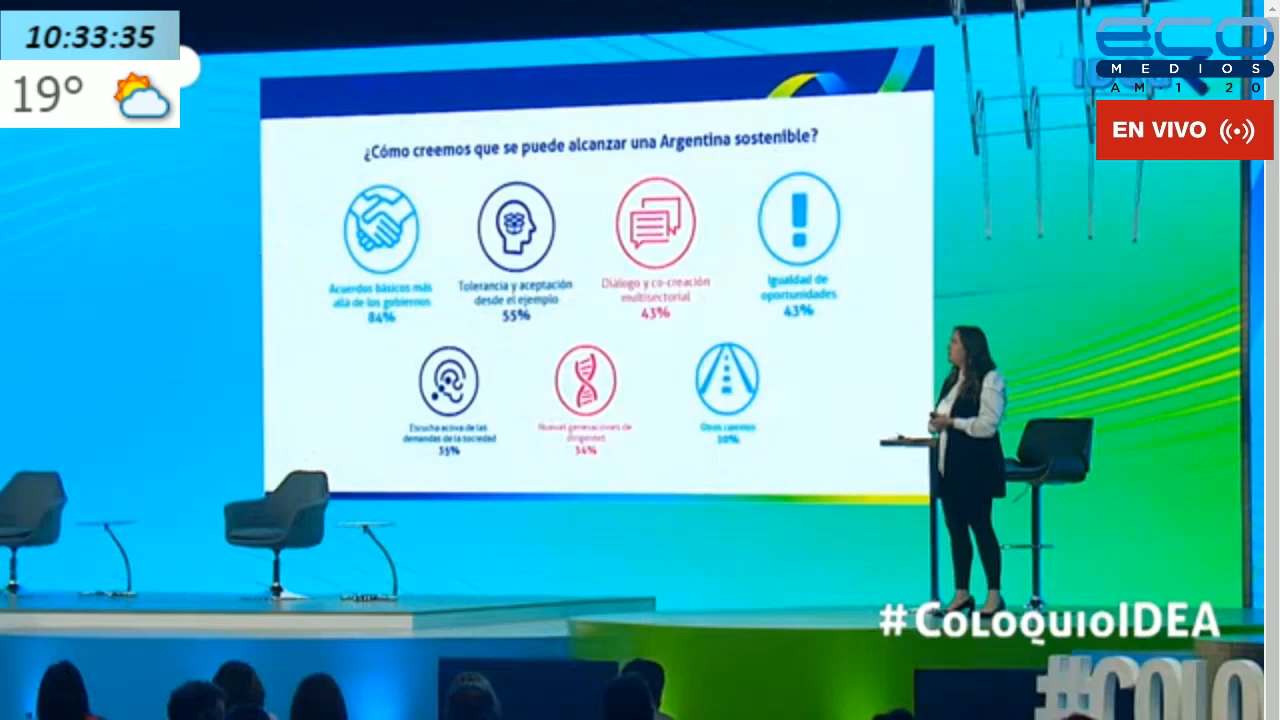 10:33:35
19°
ECO
MEDIOS
AM 1220
EN VIVO
¿Cómo creemos que se puede alcanzar una Argentina sostenible?
Acuerdos básicos más
allá de los gobiernos
84%
Tolerancia y aceptación
desde el ejemplo
55%
Diálogo y co-creación
multisectorial
43%
Igualdad de
oportunidades
43%
Escucha activa de las
demandas de la sociedad
35%
Nuevas generaciones de
dirigentes
34%
Otros caminos
10%
#CoLoquioIDEA
#COLO